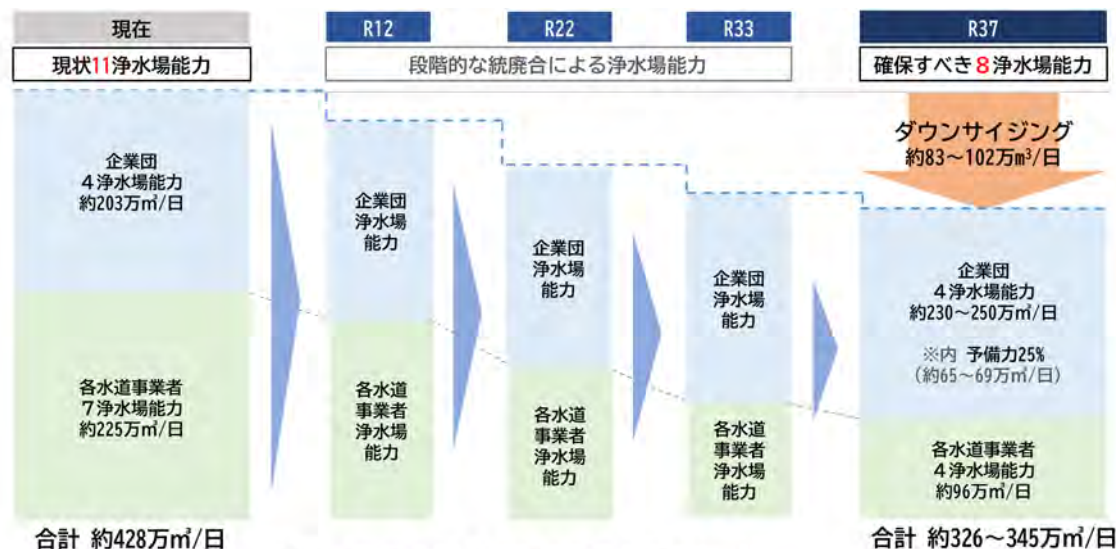 現在
R12
R22
R33
R37
現状11浄水場能力
段階的な統廃合による浄水場能力
確保すべき8浄水場能力
ダウンサイジング
約83～102万m³/日
企業団
4浄水場能力
約203万㎥/日
企業団
浄水場
能力
企業団
浄水場
能力
企業団
浄水場
能力
企業団
4浄水場能力
約230～250万㎥/日
※内 予備力25%
(約65～69万㎥/日)
各水道事業者
7浄水場能力
約225万㎥/日
各水道
事業者
浄水場
能力
各水道
事業者
浄水場
能力
各水道
事業者
浄水場
能力
各水道事業者
4浄水場能力
約96万㎥/日
合計 約428万㎥/日
合計 約326～345万㎥/日